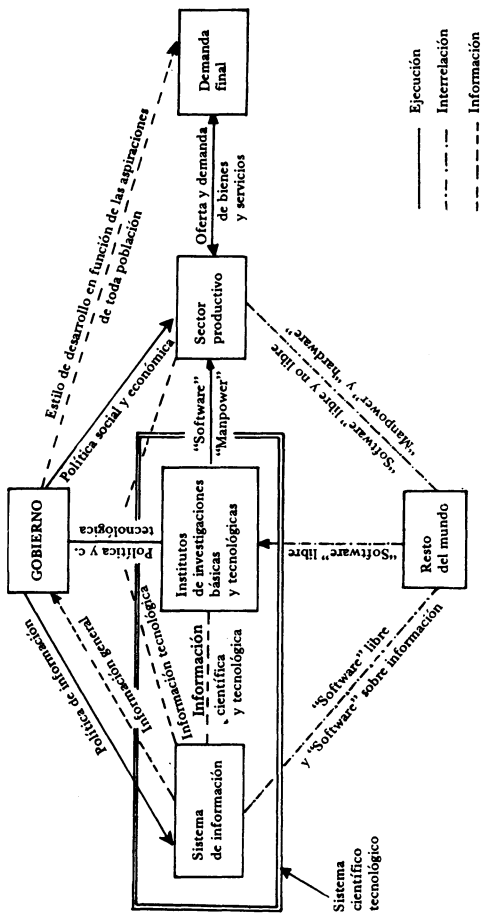 Estilo de desarrollo en función de las aspiraciones
de toda población
GOBIERNO
Política social y económica
Demanda
final
Oferta y demanda
de bienes
y servicios
Sector
productivo
"Software"
"Manpower"
Política y c.
tecnológica
Política de información
Información general
Información tecnológica
Información
científica
y tecnológica
Institutos
de investigaciones
básicas
y tecnológicas
Sistema
de información
"Software" libre
"Software" libre y no libre
"Manpower" y "hardware"
Resto
del mundo
"Software" libre
y "Software" sobre información
Sistema
científico
tecnológico
Ejecución
Interrelación
Información